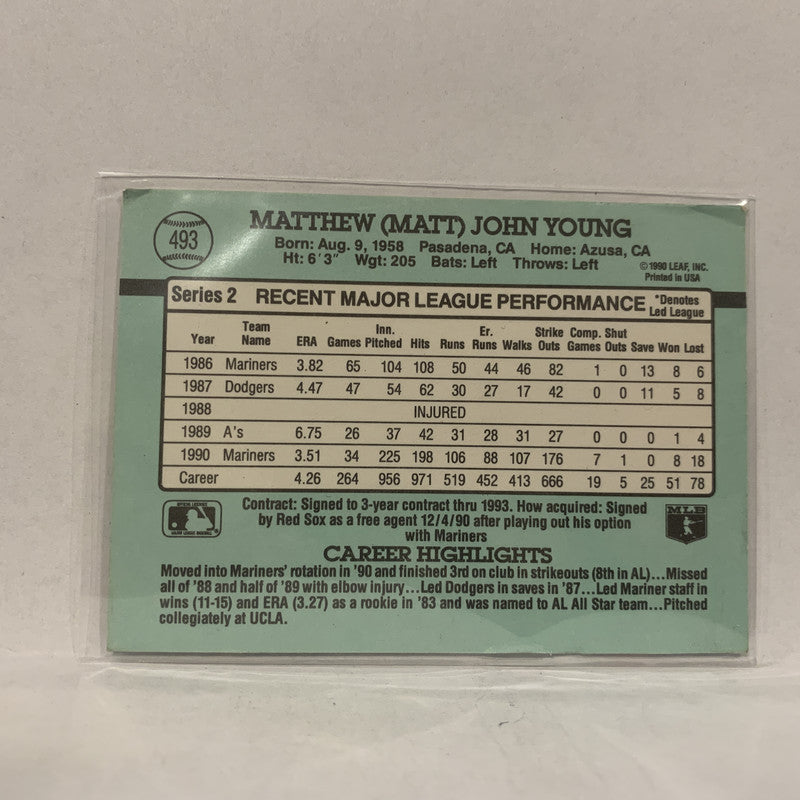 493
MATTHEW (MATT) JOHN YOUNG
Born: Aug. 9, 1958 Pasadena, CA Home: Azusa, CA
Ht: 6'3" Wgt: 205 Bats: Left Throws: Left
©1990 LEAF, INC.
Printed in USA
Series 2 RECENT MAJOR LEAGUE PERFORMANCE *Denotes Led League
Year Team Name ERA Games Inn. Pitched Hits Runs Er. Runs Walks Strike Outs Comp. Games Shut Outs Save Won Lost
1986 Mariners 3.82 65 104 108 50 44 46 82 1 0 13 8 6
1987 Dodgers 4.47 47 54 62 30 27 17 42 0 0 11 5 8
1988 INJURED
1989 A's 6.75 26 37 42 31 28 31 27 0 0 0 1 4
1990 Mariners 3.51 34 225 198 106 88 107 176 7 1 0 8 18
Career 4.26 264 956 971 519 452 413 666 19 5 25 51 78
Contract: Signed to 3-year contract thru 1993. How acquired: Signed
by Red Sox as a free agent 12/4/90 after playing out his option
with Mariners
MLB
CAREER HIGHLIGHTS
Moved into Mariners' rotation in '90 and finished 3rd on club in strikeouts (8th in AL)...Missed
all of '88 and half of '89 with elbow injury...Led Dodgers in saves in '87...Led Mariner staff in
wins (11-15) and ERA (3.27) as a rookie in '83 and was named to AL All Star team...Pitched
collegiately at UCLA.